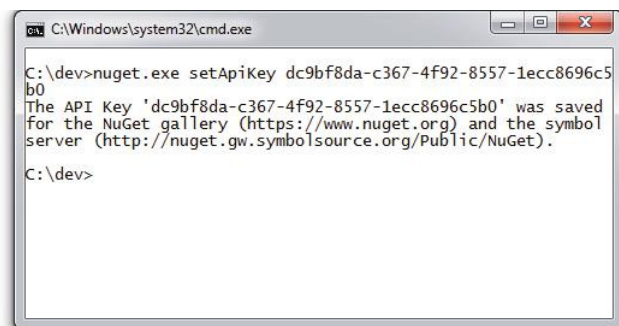 C:\Windows\system32\cmd.exe
C:\dev>nuget.exe setApiKey dc9bf8da-c367-4f92-8557-1ecc8696c5
b0
The API Key 'dc9bf8da-c367-4f92-8557-1ecc8696c5b0' was saved
for the NuGet gallery (https://www.nuget.org) and the symbol
server (http://nuget.gw.symbolsource.org/Public/NuGet).
C:\dev>